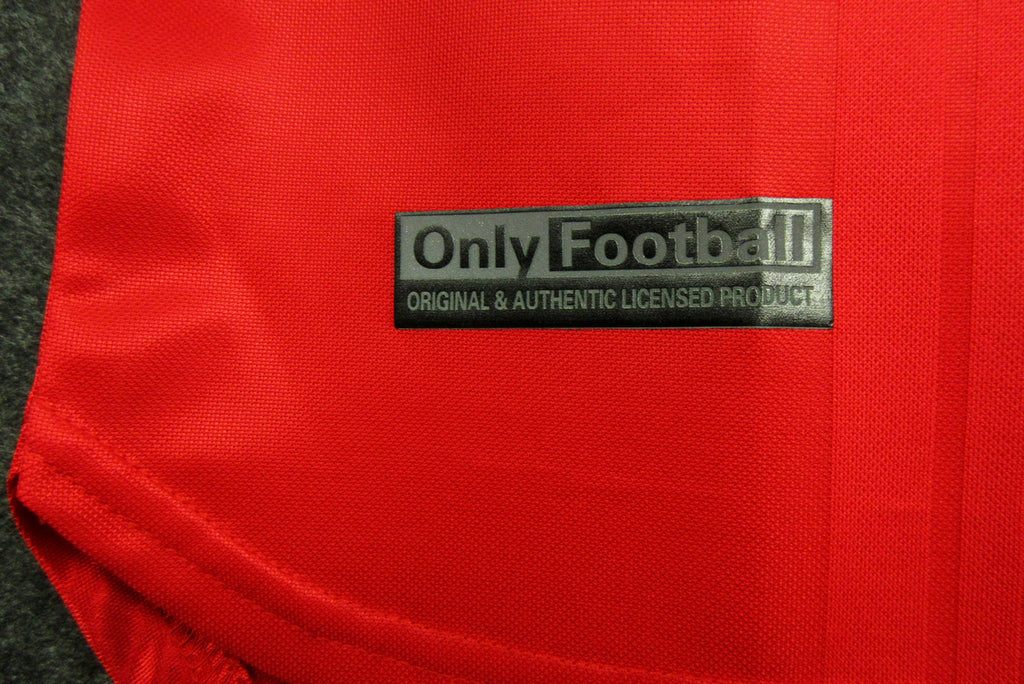 Only Football
ORIGINAL & AUTHENTIC LICENSED PRODUCT